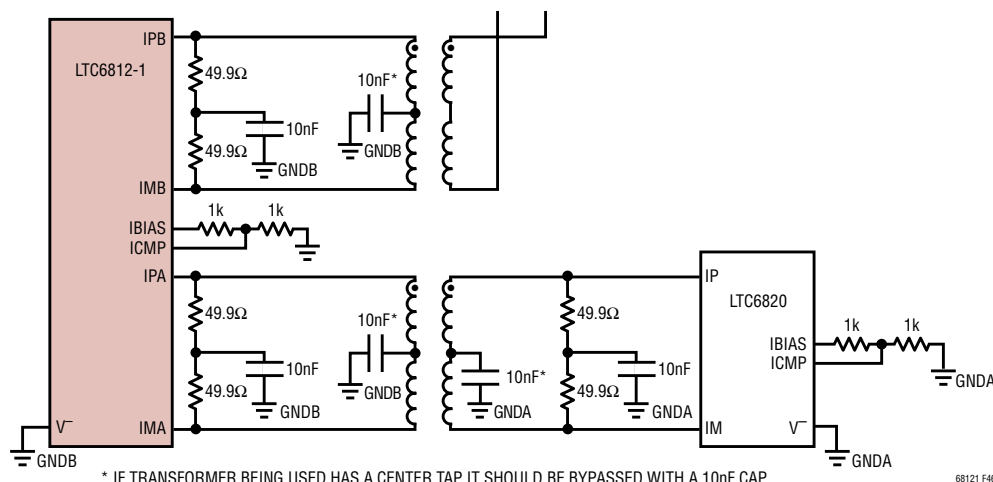 IPB
LTC6812-1
49.9Ω
10nF*
10nF
49.9Ω
GNDB
GNDB
IMB
1k 1k
IBIAS
ICMP
IPA
IP
49.9Ω
10nF*
49.9Ω
LTC6820
1k 1k
IBIAS
ICMP
10nF
10nF*
10nF
49.9Ω
GNDB
GNDB
49.9Ω
GNDA
GNDA
GNDA
V–
IMA
IM
V–
GNDB
GNDA
* IF TRANSFORMER BEING USED HAS A CENTER TAP IT SHOULD BE BYPASSED WITH A 10nF CAP
68121 F46